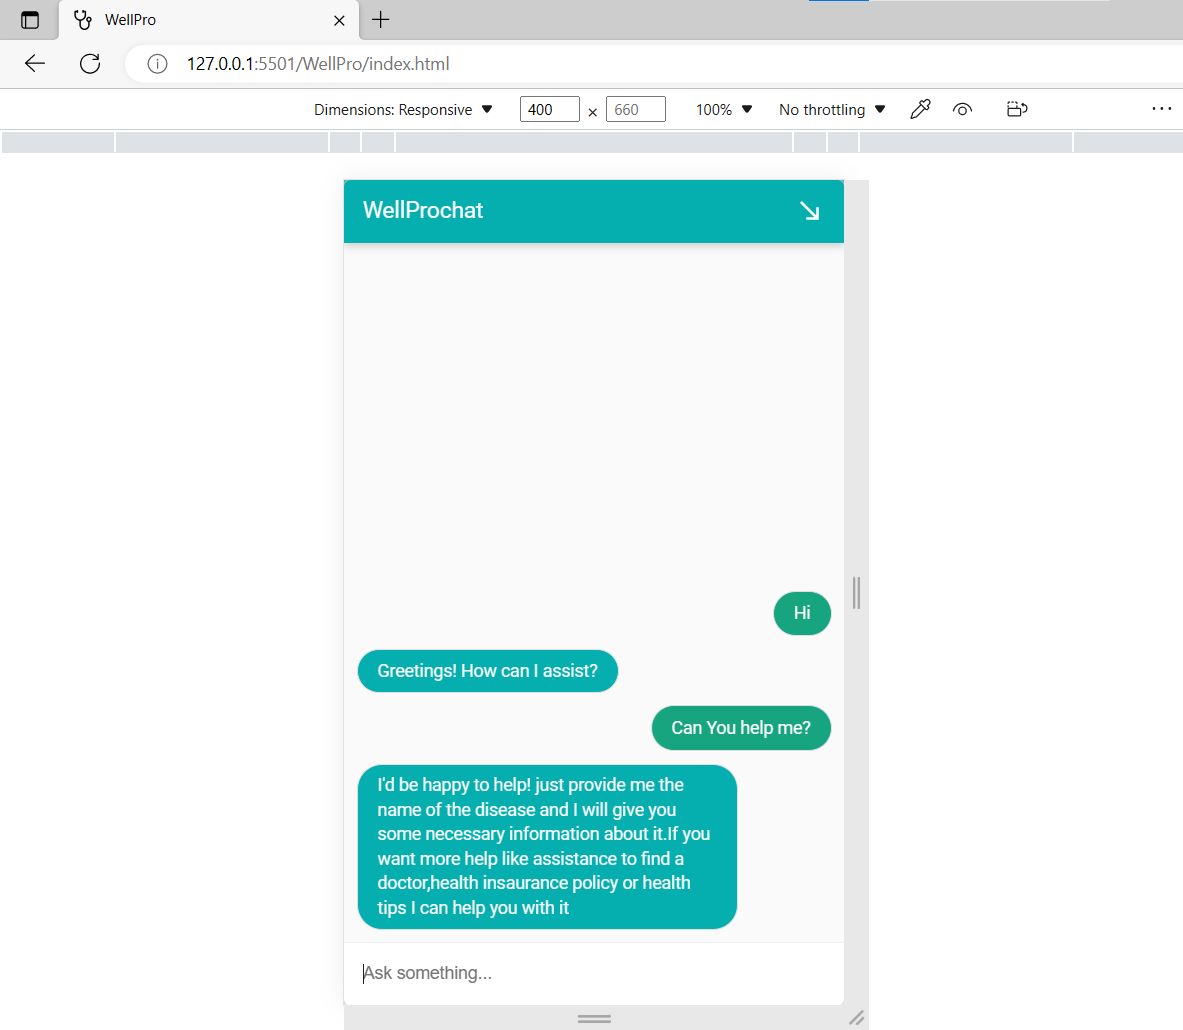 WellPro
127.0.0.1:5501/WellPro/index.html
Dimensions: Responsive 400 × 660 100% No throttling
WellProchat
Hi
Greetings! How can I assist?
Can You help me?
I'd be happy to help! just provide me the
name of the disease and I will give you
some necessary information about it.If you
want more help like assistance to find a
doctor,health insaurance policy or health
tips I can help you with it
Ask something...